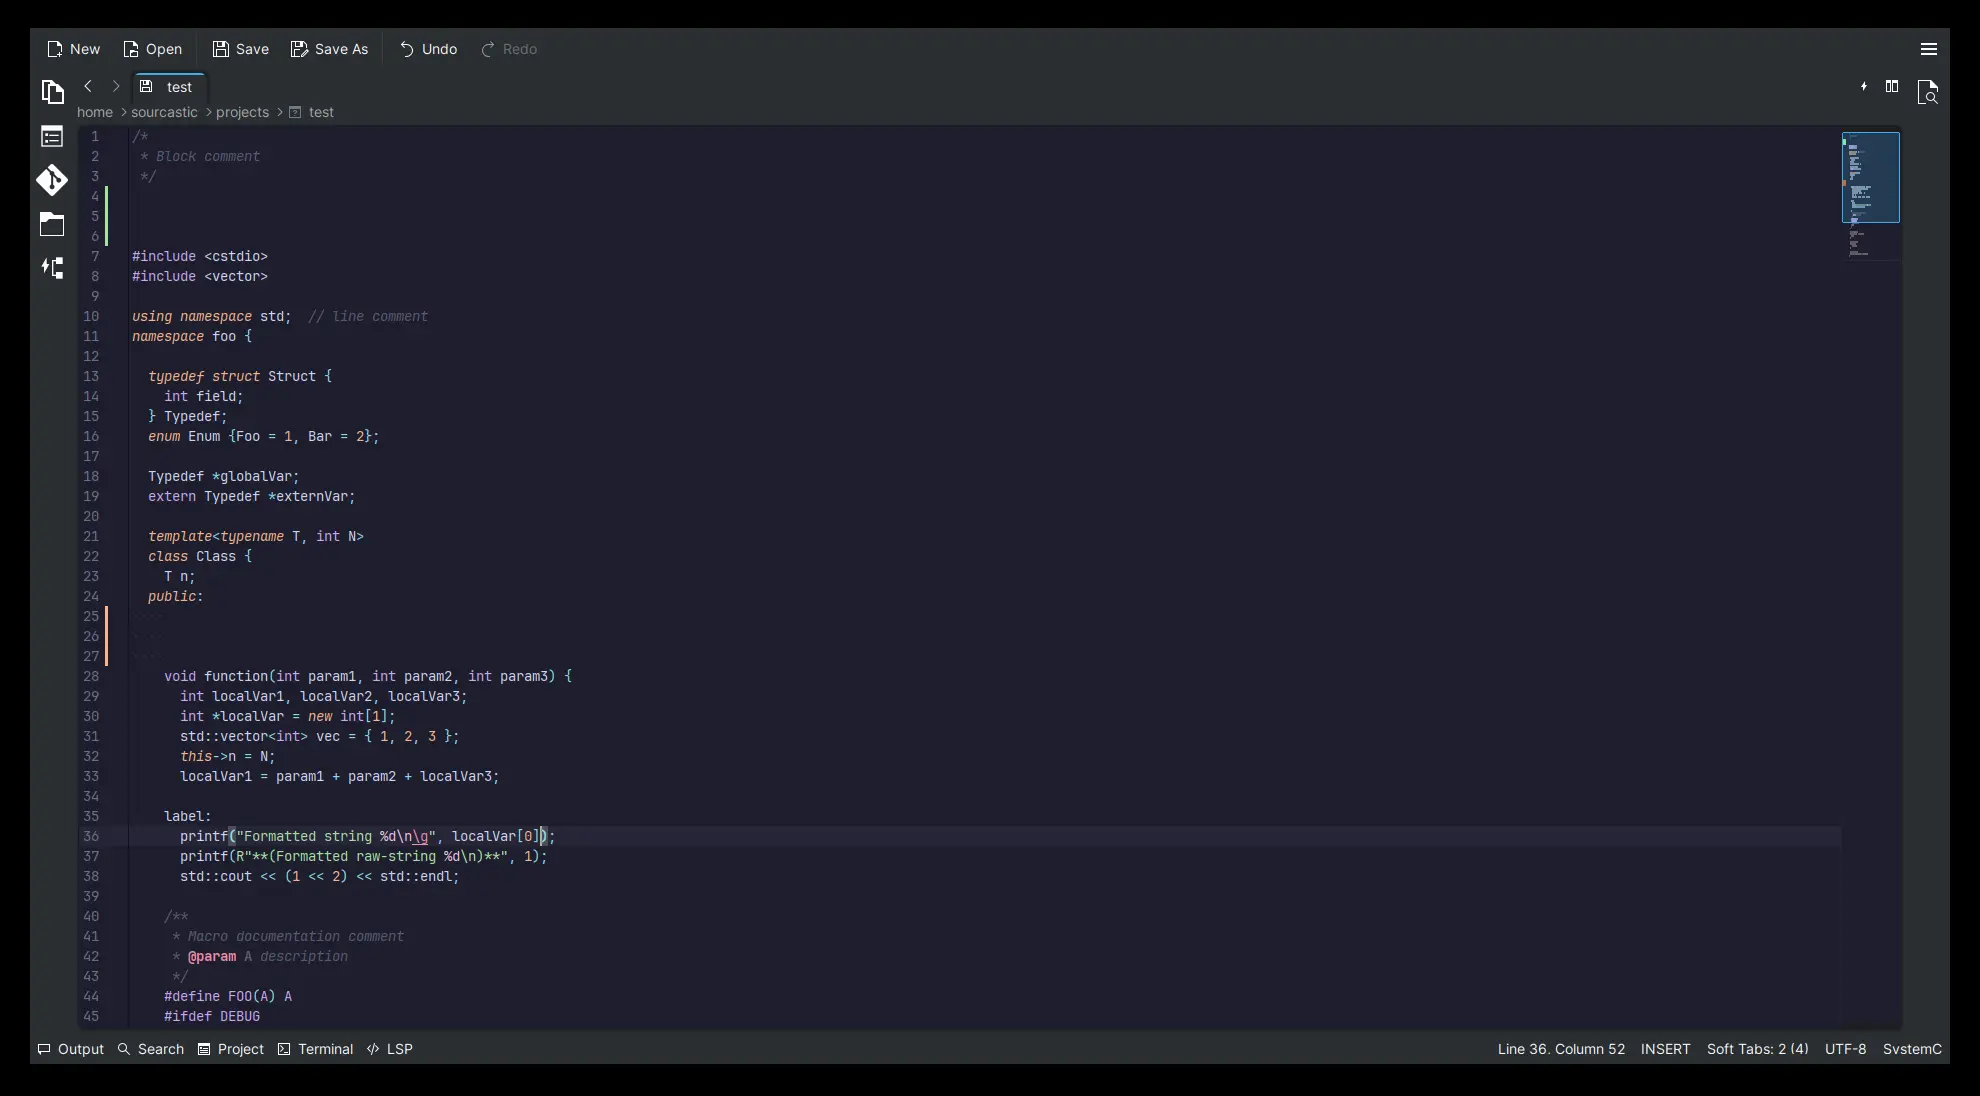 New Open Save Save As Undo Redo
test
home > sourcastic > projects > test
1 /*
2  * Block comment
3  */
4
5
6
7 #include <cstdio>
8 #include <vector>
9
10 using namespace std;  // line comment
11 namespace foo {
12
13   typedef struct Struct {
14     int field;
15   } Typedef;
16   enum Enum {Foo = 1, Bar = 2};
17
18   Typedef *globalVar;
19   extern Typedef *externVar;
20
21   template<typename T, int N>
22   class Class {
23     T n;
24   public:
25
26
27
28     void function(int param1, int param2, int param3) {
29       int localVar1, localVar2, localVar3;
30       int *localVar = new int[1];
31       std::vector<int> vec = { 1, 2, 3 };
32       this->n = N;
33       localVar1 = param1 + param2 + localVar3;
34
35     label:
36       printf("Formatted string %d\n\g", localVar[0]);
37       printf(R"**(Formatted raw-string %d\n)**", 1);
38       std::cout << (1 << 2) << std::endl;
39
40     /**
41      * Macro documentation comment
42      * @param A description
43      */
44     #define FOO(A) A
45     #ifdef DEBUG
Output Search Project Terminal LSP Line 36, Column 52 INSERT Soft Tabs: 2 (4) UTF-8 SystemC